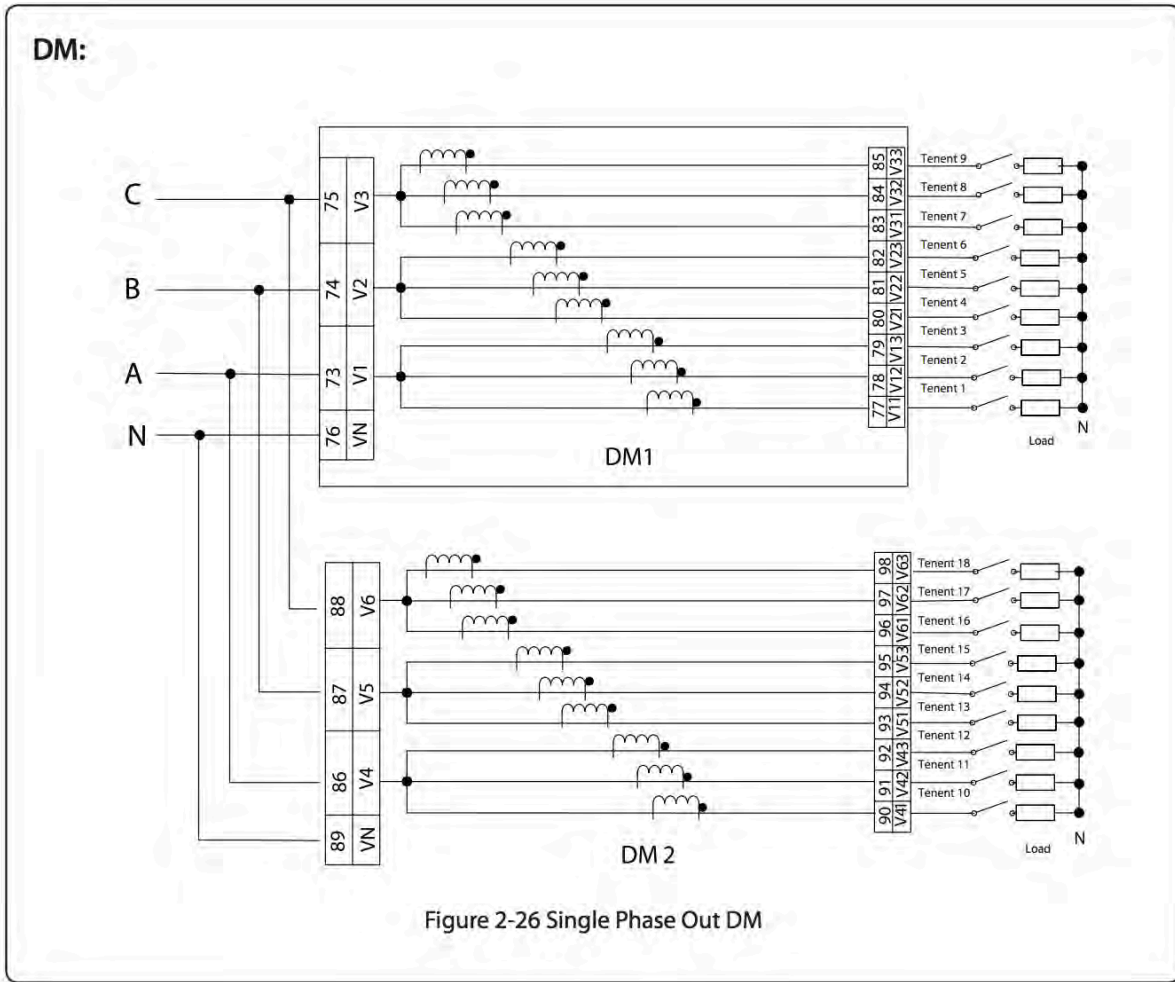 DM:
C
B
A
N
75 V3
74 V2
73 V1
76 VN
85 V33 Tenent 9
84 V32 Tenent 8
83 V31 Tenent 7
82 V23 Tenent 6
81 V22 Tenent 5
80 V21 Tenent 4
79 V13 Tenent 3
78 V12 Tenent 2
77 V11 Tenent 1
N
Load
DM1
88 V6
87 V5
86 V4
89 VN
98 V63 Tenent 18
97 V62 Tenent 17
96 V61 Tenent 16
95 V53 Tenent 15
94 V52 Tenent 14
93 V51 Tenent 13
92 V43 Tenent 12
91 V42 Tenent 11
90 V41 Tenent 10
N
Load
DM 2
Figure 2-26 Single Phase Out DM